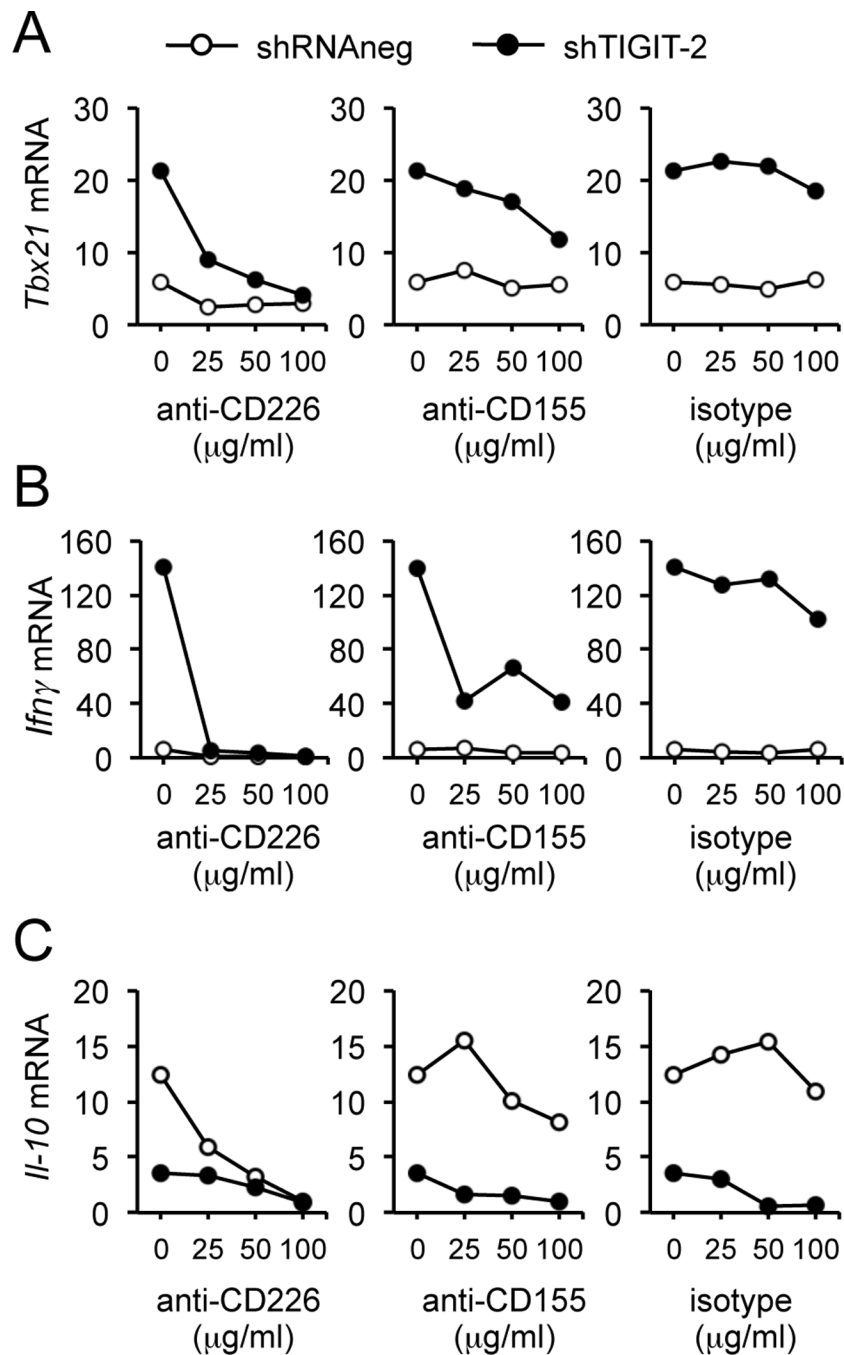 A
shRNAneg shTIGIT-2
Tbx21 mRNA
30 30 30
20 20 20
10 10 10
0 0 0
0 25 50 100 0 25 50 100 0 25 50 100
anti-CD226 anti-CD155 isotype
(μg/ml) (μg/ml) (μg/ml)
B
Ifnγ mRNA
160 160 160
120 120 120
80 80 80
40 40 40
0 0 0
0 25 50 100 0 25 50 100 0 25 50 100
anti-CD226 anti-CD155 isotype
(μg/ml) (μg/ml) (μg/ml)
C
Il-10 mRNA
20 20 20
15 15 15
10 10 10
5 5 5
0 0 0
0 25 50 100 0 25 50 100 0 25 50 100
anti-CD226 anti-CD155 isotype
(μg/ml) (μg/ml) (μg/ml)